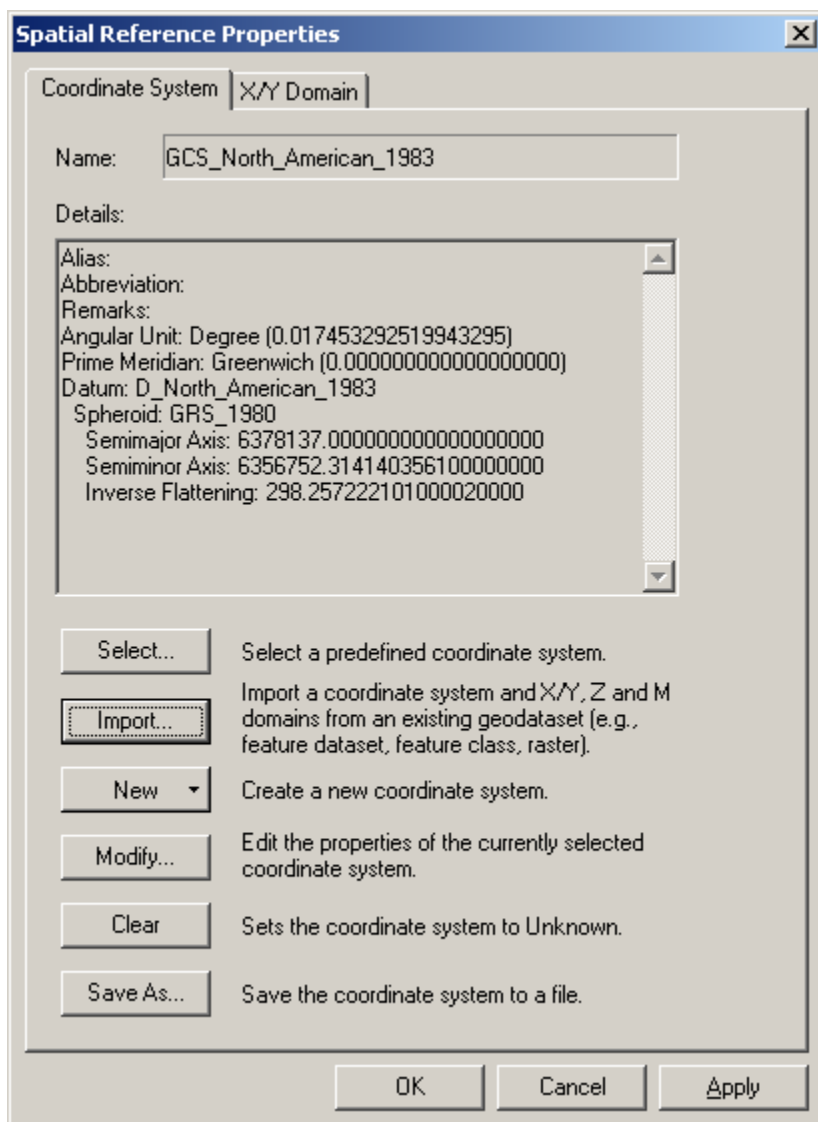 Spatial Reference Properties
Coordinate System
X/Y Domain
Name: GCS_North_American_1983
Details:
Alias:
Abbreviation:
Remarks:
Angular Unit: Degree (0.017453292519943295)
Prime Meridian: Greenwich (0.000000000000000000)
Datum: D_North_American_1983
Spheroid: GRS_1980
Semimajor Axis: 6378137.000000000000000000
Semiminor Axis: 6356752.314140356100000000
Inverse Flattening: 298.257222101000020000
Select... Select a predefined coordinate system.
Import... Import a coordinate system and X/Y, Z and M
domains from an existing geodataset (e.g.,
feature dataset, feature class, raster).
New Create a new coordinate system.
Modify... Edit the properties of the currently selected
coordinate system.
Clear Sets the coordinate system to Unknown.
Save As... Save the coordinate system to a file.
OK Cancel Apply